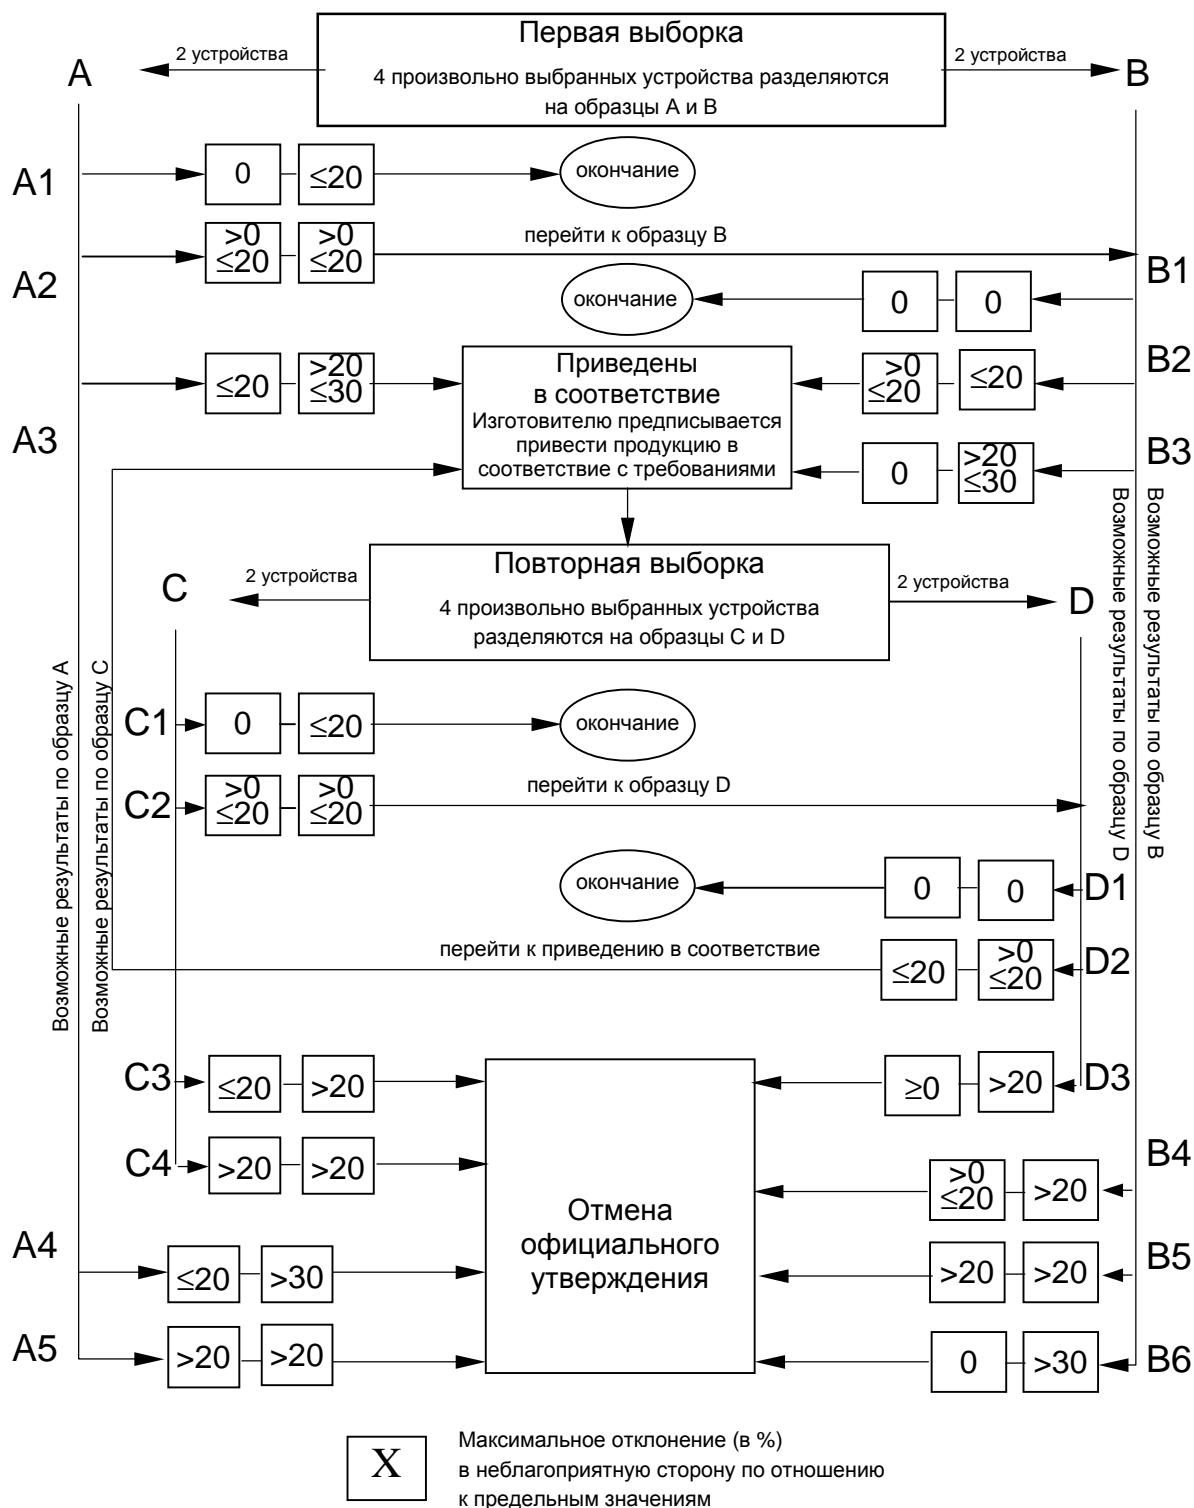 Первая выборка
4 произвольно выбранных устройства разделяются
на образцы А и В
2 устройства
2 устройства
A
B
A1
0
≤20
окончание
A2
>0
≤20
>0
≤20
перейти к образцу В
B1
окончание
0
0
A3
≤20
>20
≤30
Приведены
в соответствие
Изготовителю предписывается
привести продукцию в
соответствие с требованиями
>0
≤20
≤20
B2
0
>20
≤30
B3
Повторная выборка
4 произвольно выбранных устройства
разделяются на образцы C и D
2 устройства
2 устройства
C
D
Возможные результаты по образцу А
Возможные результаты по образцу С
Возможные результаты по образцу D
Возможные результаты по образцу В
C1
0
≤20
окончание
C2
>0
≤20
>0
≤20
перейти к образцу D
окончание
0
0
D1
перейти к приведению в соответствие
≤20
>0
≤20
D2
C3
≤20
>20
≥0
>20
D3
C4
>20
>20
Отмена
официального
утверждения
>0
≤20
>20
B4
A4
≤20
>30
>20
>20
B5
A5
>20
>20
0
>30
B6
X
Максимальное отклонение (в %)
в неблагоприятную сторону по отношению
к предельным значениям